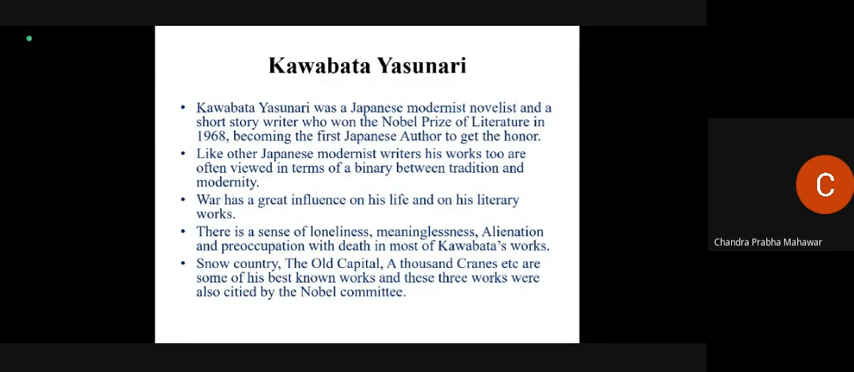 Kawabata Yasunari
• Kawabata Yasunari was a Japanese modernist novelist and a
short story writer who won the Nobel Prize of Literature in
1968, becoming the first Japanese Author to get the honor.
• Like other Japanese modernist writers his works too are
often viewed in terms of a binary between tradition and
modernity.
• War has a great influence on his life and on his literary
works.
• There is a sense of loneliness, meaninglessness, Alienation
and preoccupation with death in most of Kawabata's works.
• Snow country, The Old Capital, A thousand Cranes etc are
some of his best known works and these three works were
also citied by the Nobel committee.
C
Chandra Prabha Mahawar